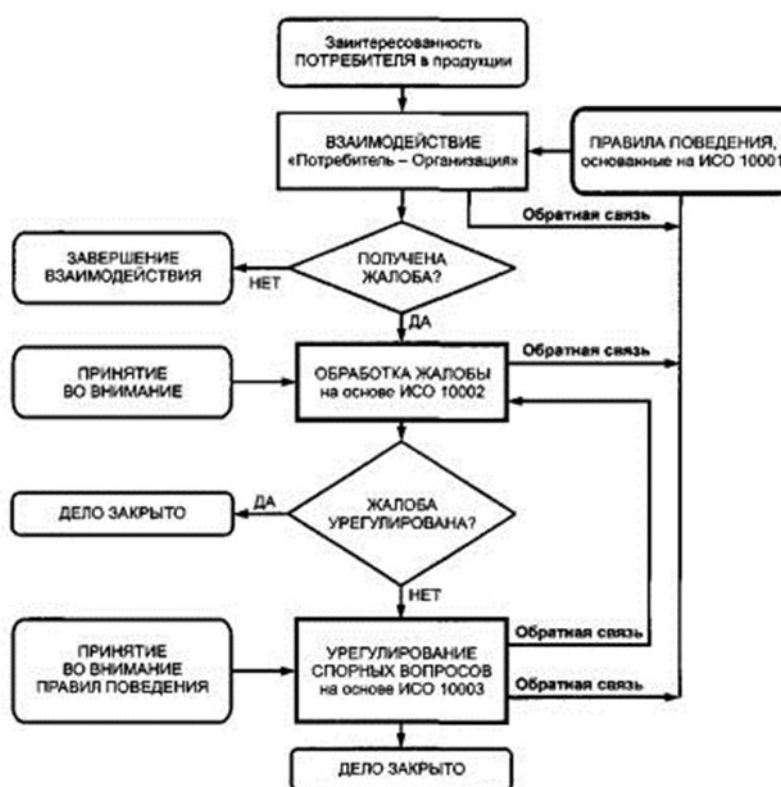 Заинтересованность
ПОТРЕБИТЕЛЯ в продукции
ВЗАИМОДЕЙСТВИЕ
«Потребитель – Организация»
ПРАВИЛА ПОВЕДЕНИЯ,
основанные на ИСО 10001
Обратная связь
ЗАВЕРШЕНИЕ
ВЗАИМОДЕЙСТВИЯ
НЕТ
ПОЛУЧЕНА
ЖАЛОБА?
ДА
ПРИНЯТИЕ
ВО ВНИМАНИЕ
ОБРАБОТКА ЖАЛОБЫ
на основе ИСО 10002
Обратная связь
ДЕЛО ЗАКРЫТО
ДА
ЖАЛОБА
УРЕГУЛИРОВАНА?
НЕТ
ПРИНЯТИЕ
ВО ВНИМАНИЕ
ПРАВИЛ ПОВЕДЕНИЯ
УРЕГУЛИРОВАНИЕ
СПОРНЫХ ВОПРОСОВ
на основе ИСО 10003
Обратная связь
Обратная связь
ДЕЛО ЗАКРЫТО